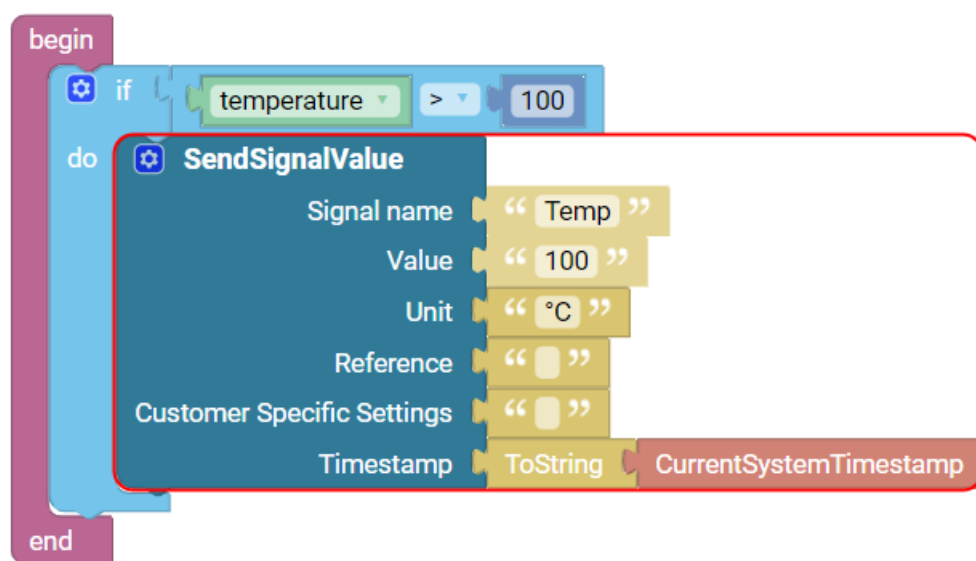 begin
if temperature > 100
do SendSignalValue
Signal name “ Temp ”
Value “ 100 ”
Unit “ °C ”
Reference “ ”
Customer Specific Settings “ ”
Timestamp ToString CurrentSystemTimestamp
end